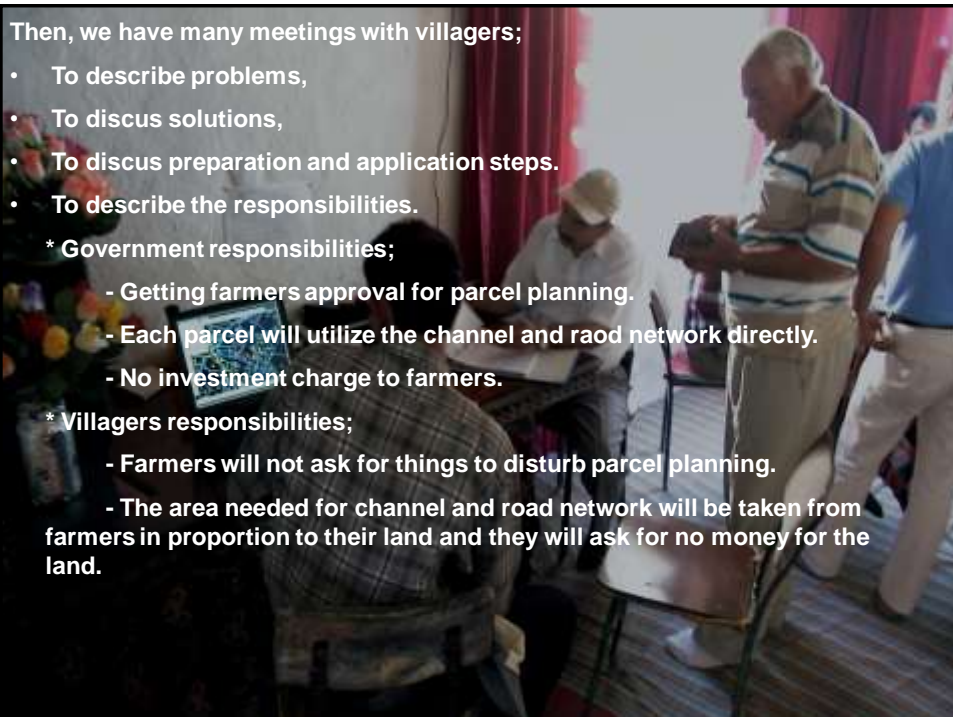 Then, we have many meetings with villagers;
• To describe problems,
• To discus solutions,
• To discus preparation and application steps.
• To describe the responsibilities.
* Government responsibilities;
- Getting farmers approval for parcel planning.
- Each parcel will utilize the channel and raod network directly.
- No investment charge to farmers.
* Villagers responsibilities;
- Farmers will not ask for things to disturb parcel planning.
- The area needed for channel and road network will be taken from
farmers in proportion to their land and they will ask for no money for the
land.